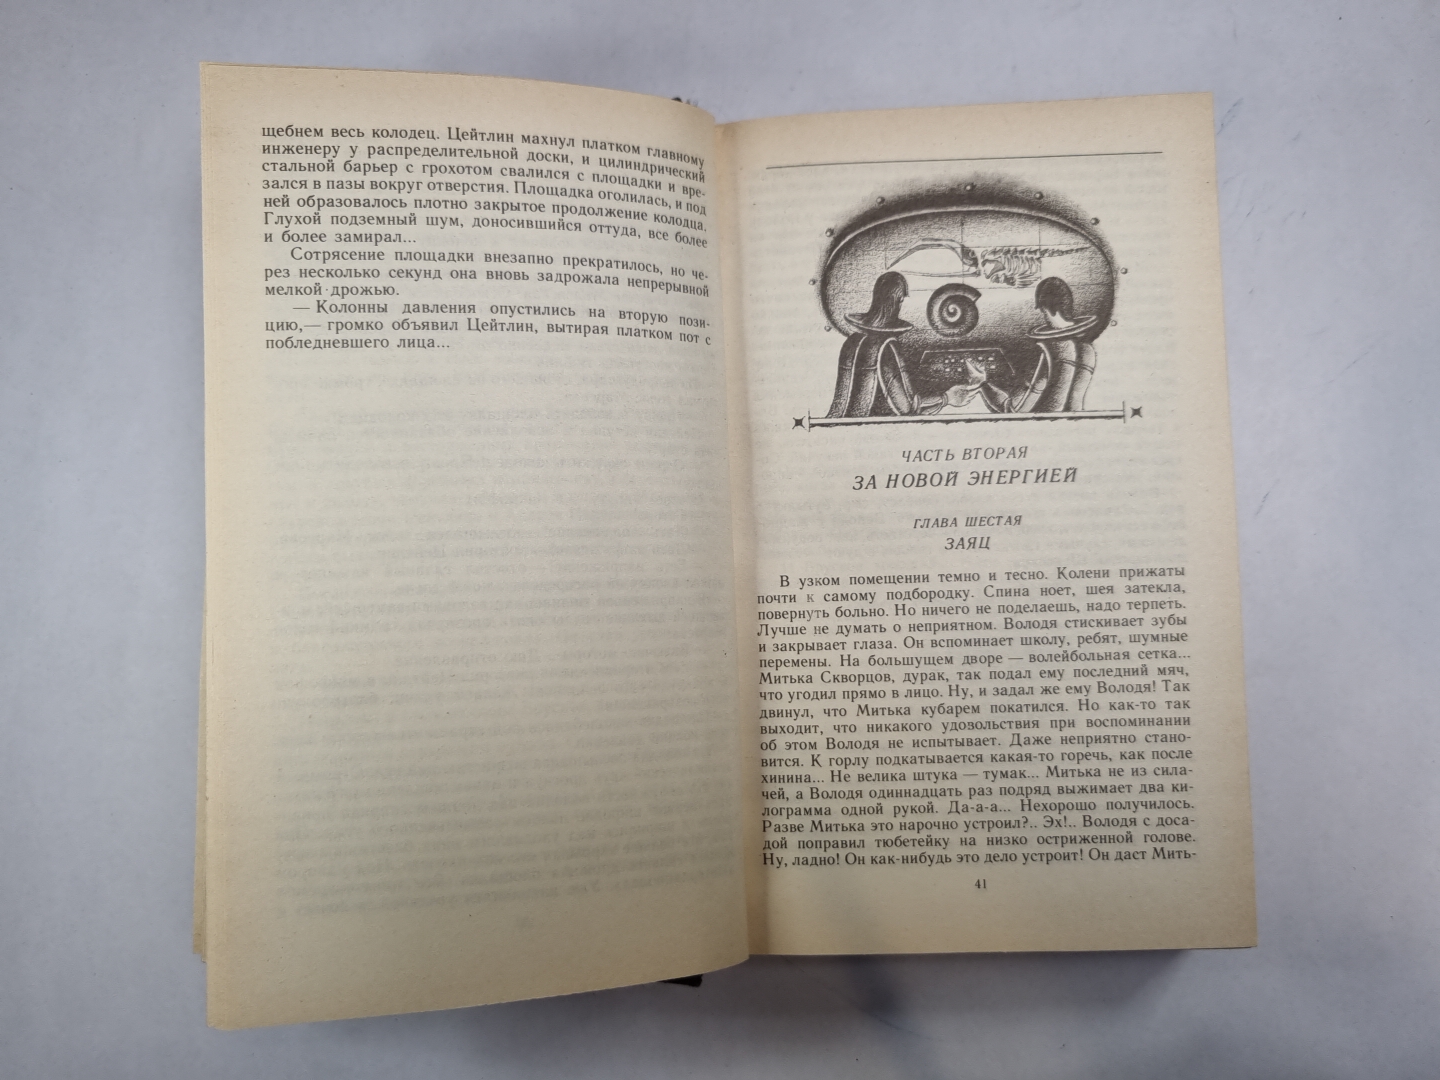 щебнем весь колодец. Цейтлин махнул платком главному
инженеру у распределительной доски, и цилиндрический
стальной барьер с грохотом свалился с площадки и вре-
зался в пазы вокруг отверстия. Площадка оголилась, и под
ней образовалось плотно закрытое продолжение колодца.
Глухой подземный шум, доносившийся оттуда, все более
и более замирал...
Сотрясение площадки внезапно прекратилось, но че-
рез несколько секунд она вновь задрожала непрерывной
мелкой дрожью.
— Колонны давления опустились на вторую пози-
цию,— громко объявил Цейтлин, вытирая платком пот с
побледневшего лица...
ЧАСТЬ ВТОРАЯ
ЗА НОВОЙ ЭНЕРГИЕЙ
ГЛАВА ШЕСТАЯ
ЗАЯЦ
В узком помещении темно и тесно. Колени прижаты
почти к самому подбородку. Спина ноет, шея затекла,
повернуть больно. Но ничего не поделаешь, надо терпеть.
Лучше не думать о неприятном. Володя стискивает зубы
и закрывает глаза. Он вспоминает школу, ребят, шумные
перемены. На большущем дворе — волейбольная сетка...
Митька Скворцов, дурак, так подал ему последний мяч,
что угодил прямо в лицо. Ну, и задал же ему Володя! Так
двинул, что Митька кубарем покатился. Но как-то так
выходит, что никакого удовольствия при воспоминании
об этом Володя не испытывает. Даже неприятно стано-
вится. К горлу подкатывается какая-то горечь, как после
хинина... Не велика штука — тумак... Митька не из сила-
чей, а Володя одиннадцать раз подряд выжимает два ки-
лограмма одной рукой. Да-а-а... Нехорошо получилось.
Разве Митька это нарочно устроил?.. Эх!.. Володя с доса-
дой поправил тюбетейку на низко остриженной голове.
Ну, ладно! Он как-нибудь это дело устроит! Он даст Мить-
41